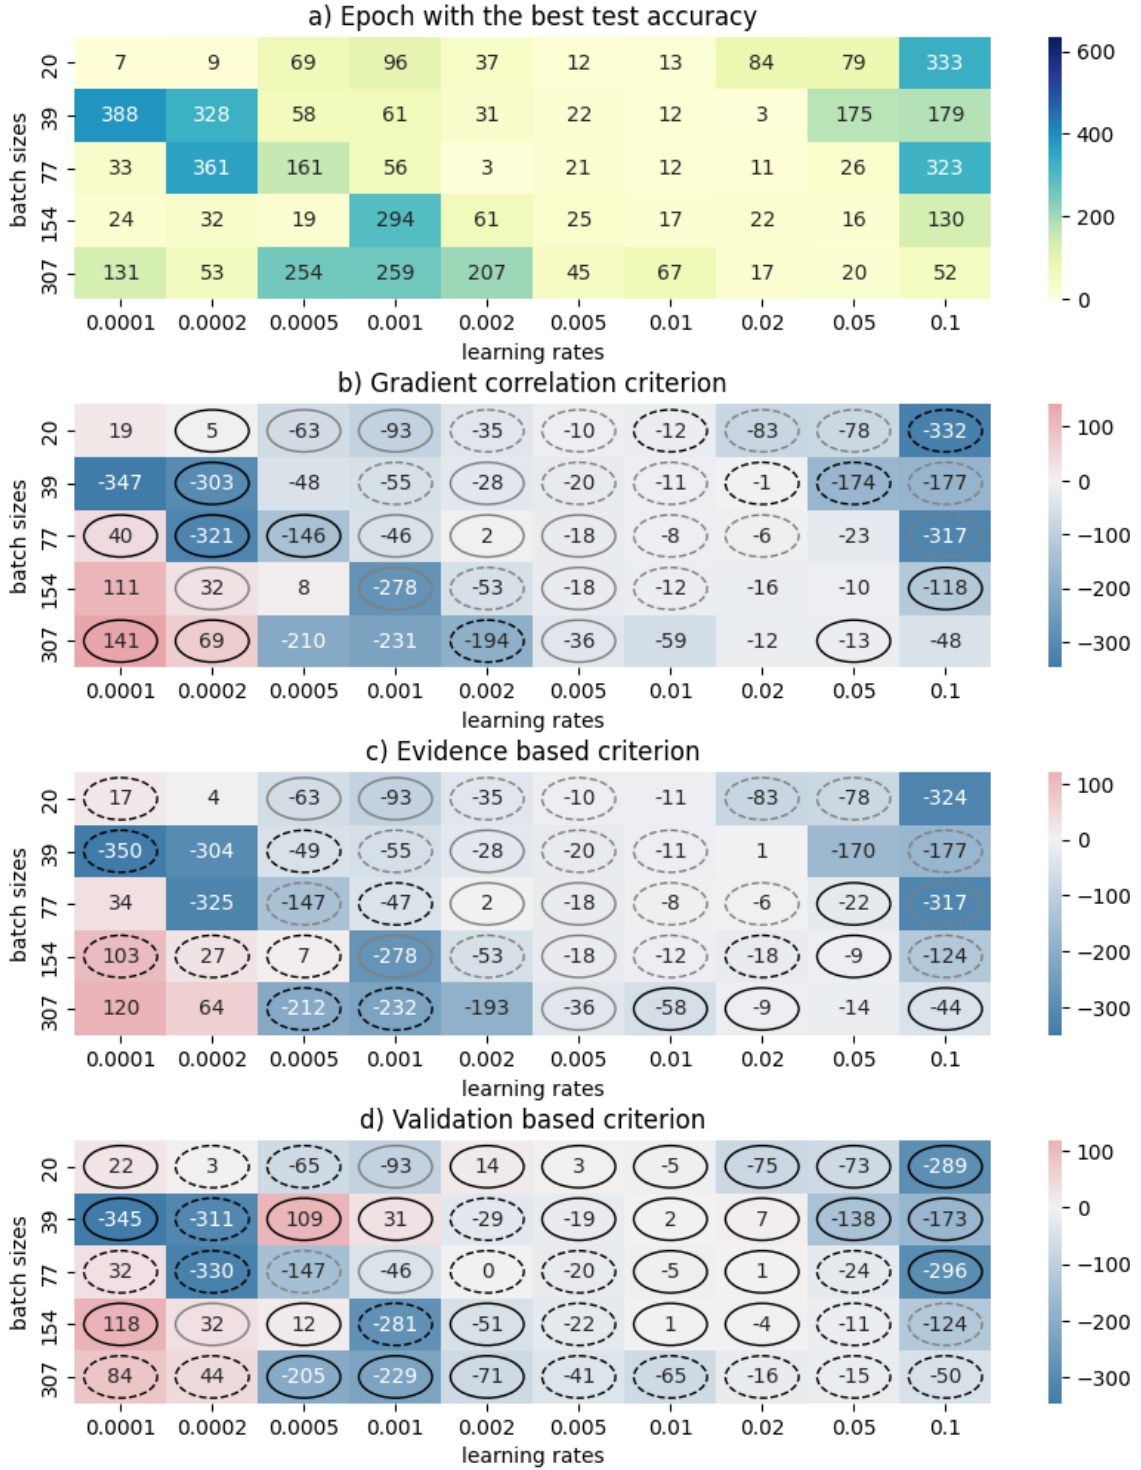 a) Epoch with the best test accuracy
batch sizes
20 7 9 69 96 37 12 13 84 79 333
39 388 328 58 61 31 22 12 3 175 179
77 33 361 161 56 3 21 12 11 26 323
154 24 32 19 294 61 25 17 22 16 130
307 131 53 254 259 207 45 67 17 20 52
0.0001 0.0002 0.0005 0.001 0.002 0.005 0.01 0.02 0.05 0.1
learning rates
600
400
200
0
b) Gradient correlation criterion
batch sizes
20 19 5 -63 -93 -35 -10 -12 -83 -78 -332
39 -347 -303 -48 -55 -28 -20 -11 -1 -174 -177
77 40 -321 -146 -46 2 -18 -8 -6 -23 -317
154 111 32 8 -278 -53 -18 -12 -16 -10 -118
307 141 69 -210 -231 -194 -36 -59 -12 -13 -48
0.0001 0.0002 0.0005 0.001 0.002 0.005 0.01 0.02 0.05 0.1
learning rates
100
0
−100
−200
−300
c) Evidence based criterion
batch sizes
20 17 4 -63 -93 -35 -10 -11 -83 -78 -324
39 -350 -304 -49 -55 -28 -20 -11 1 -170 -177
77 34 -325 -147 -47 2 -18 -8 -6 -22 -317
154 103 27 7 -278 -53 -18 -12 -18 -9 -124
307 120 64 -212 -232 -193 -36 -58 -9 -14 -44
0.0001 0.0002 0.0005 0.001 0.002 0.005 0.01 0.02 0.05 0.1
learning rates
100
0
−100
−200
−300
d) Validation based criterion
batch sizes
20 22 3 -65 -93 14 3 -5 -75 -73 -289
39 -345 -311 109 31 -29 -19 2 7 -138 -173
77 32 -330 -147 -46 0 -20 -5 1 -24 -296
154 118 32 12 -281 -51 -22 1 -4 -11 -124
307 84 44 -205 -229 -71 -41 -65 -16 -15 -50
0.0001 0.0002 0.0005 0.001 0.002 0.005 0.01 0.02 0.05 0.1
learning rates
100
0
−100
−200
−300